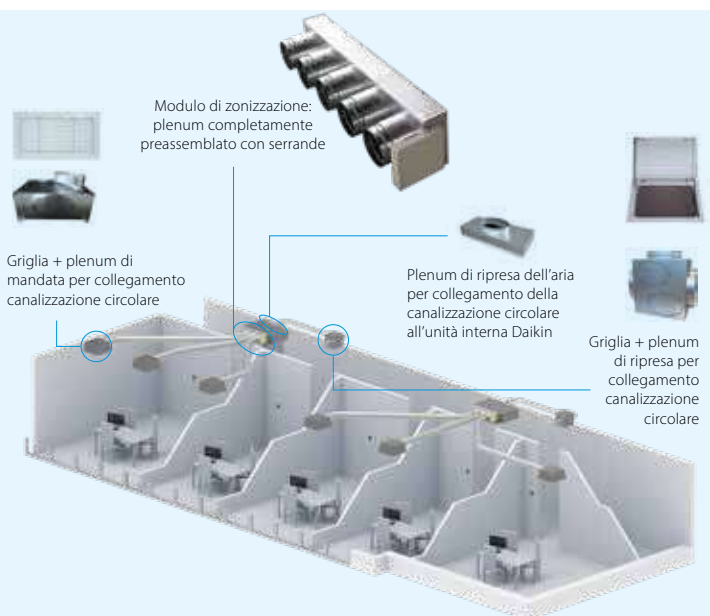 Modulo di zonizzazione:
plenum completamente
preassemblato con serrande
Griglia + plenum di
mandata per collegamento
canalizzazione circolare
Plenum di ripresa dell’aria
per collegamento della
canalizzazione circolare
all’unità interna Daikin
Griglia + plenum
di ripresa per
collegamento
canalizzazione
circolare